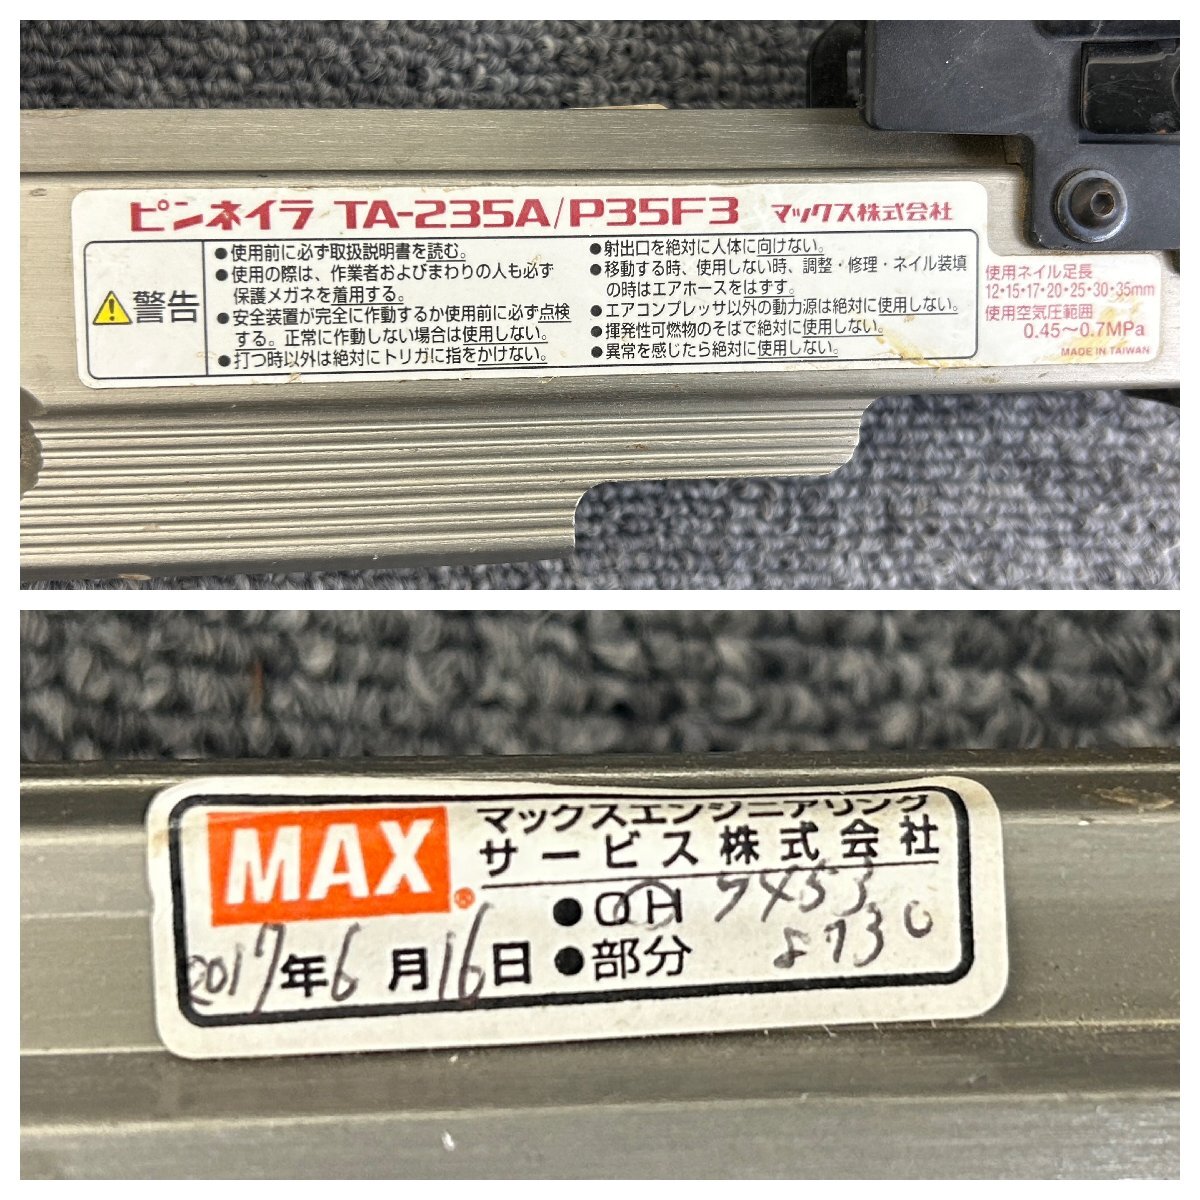 ピンネイラ TA-235A/P35F3 マックス株式会社
警告
●使用前に必ず取扱説明書を読む。
●使用の際は、作業者およびまわりの人も必ず
保護メガネを着用する。
●安全装置が完全に作動するか使用前に必ず点検
する。正常に作動しない場合は使用しない。
●打つ時以外は絶対にトリガに指をかけない。
●射出口を絶対に人体に向けない。
●移動する時、使用しない時、調整・修理・ネイル装填
の時はエアホースをはずす。
●エアコンプレッサ以外の動力源は絶対に使用しない。
●揮発性可燃物のそばで絶対に使用しない。
●異常を感じたら絶対に使用しない。
使用ネイル足長
12・15・17・20・25・30・35mm
使用空気圧範囲
0.45〜0.7MPa
MADE IN TAIWAN
MAX®
マックスエンジニアリング
サービス株式会社
●OH
2017年6月16日 ●部分